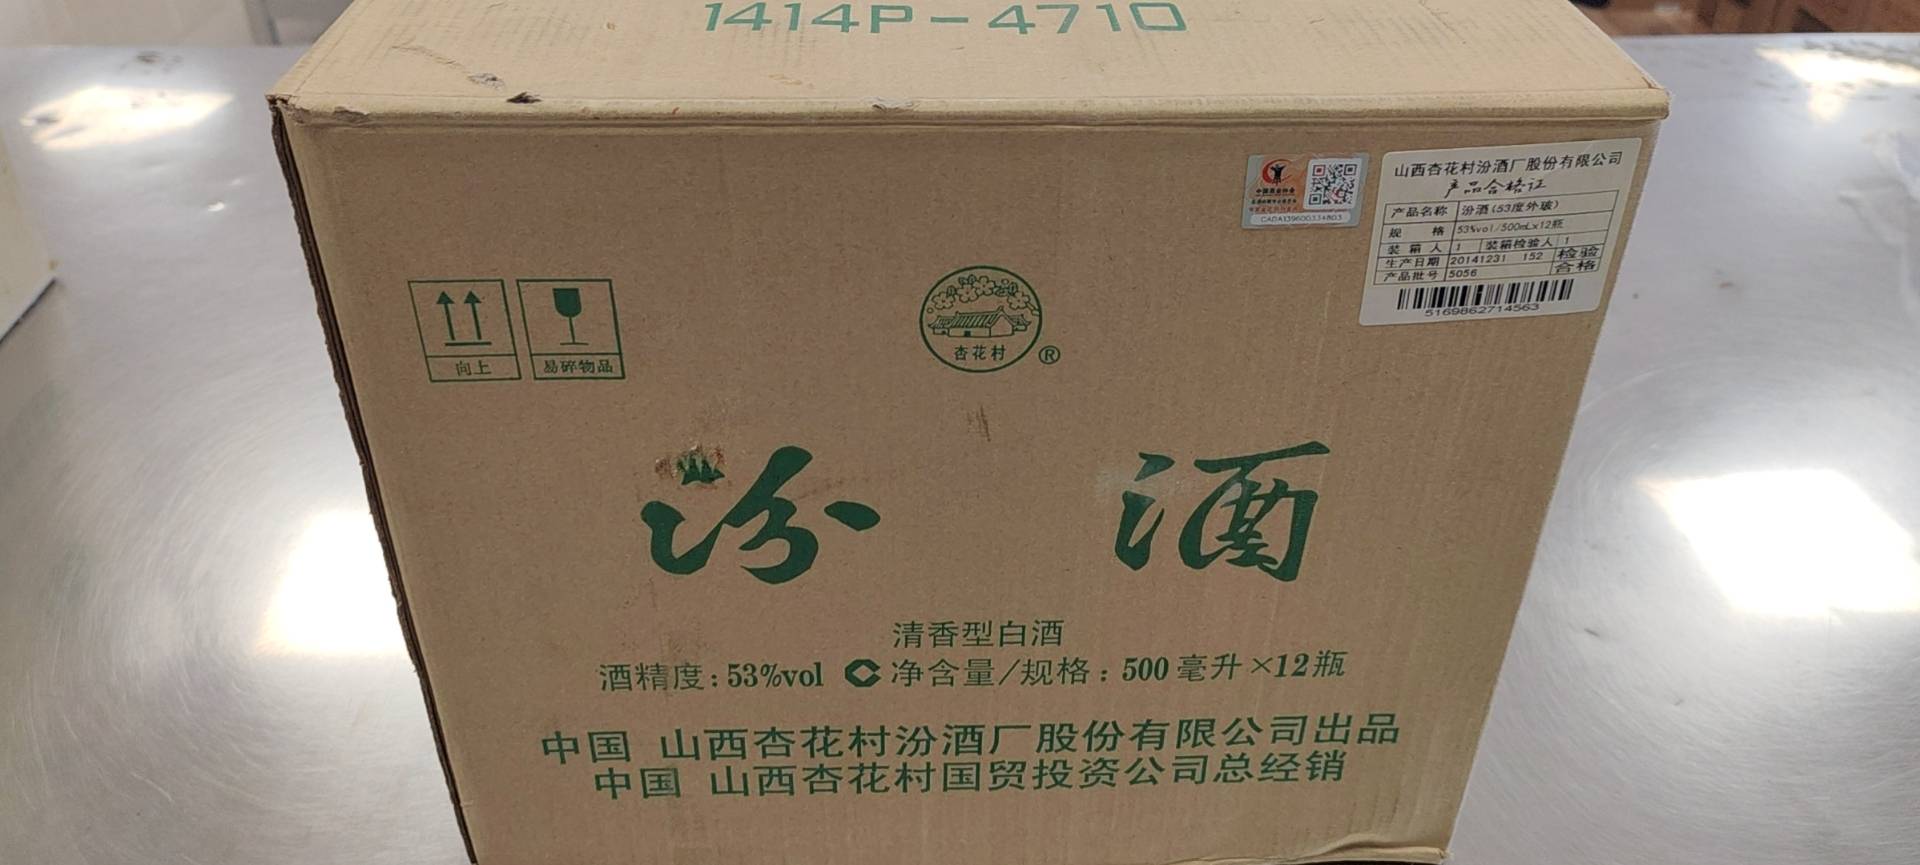 1414P-4710
中国酒业协会
CADA139600334803
山西杏花村汾酒厂股份有限公司
产品合格证
产品名称 汾酒(53度外玻)
规 格 53%vol/500mL×12瓶
装箱人 1 装箱检验人 1
生产日期 20141231 152 检验
产品批号 5056 合格
5169862714563
向上
易碎物品
杏花村 ®
汾 酒
清香型白酒
酒精度:53%vol 净含量/规格:500毫升×12瓶
中国 山西杏花村汾酒厂股份有限公司出品
中国 山西杏花村国贸投资公司总经销